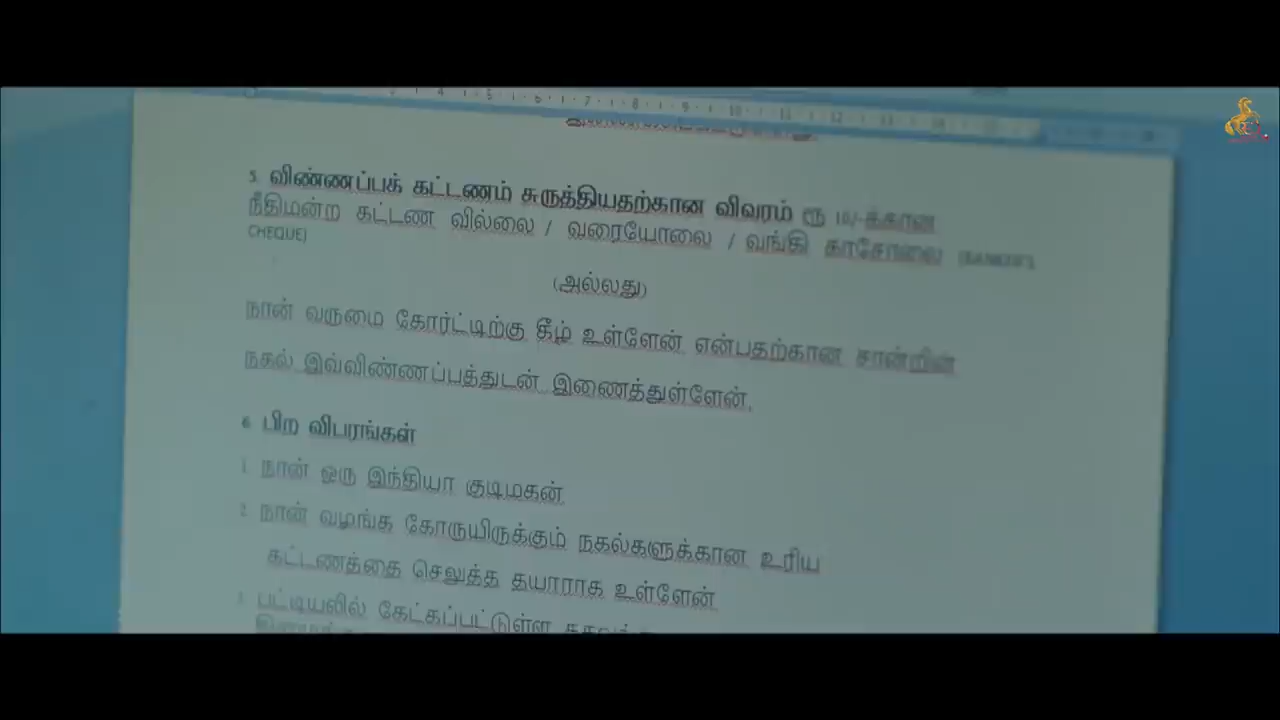 5. விண்ணப்பக் கட்டணம் சுருத்தியதற்கான விவரம் ரூ 10/-க்கான
நீதிமன்ற கட்டண வில்லை / வரையோலை / வங்கி காசோலை
CHEQUE)
(அல்லது)
நான் வருமை கோர்ட்டிற்கு கீழ் உள்ளேன் என்பதற்கான சான்றின்
நகல் இவ்விண்ணப்பத்துடன் இணைத்துள்ளேன்.
6. பிற விபரங்கள்
1. நான் ஒரு இந்தியா குடிமகன்
2. நான் வழங்க கோருயிருக்கும் நகல்களுக்கான உரிய
கட்டணத்தை செலுத்த தயாராக உள்ளேன்
3. பட்டியலில் கேட்கப்பட்டுள்ள